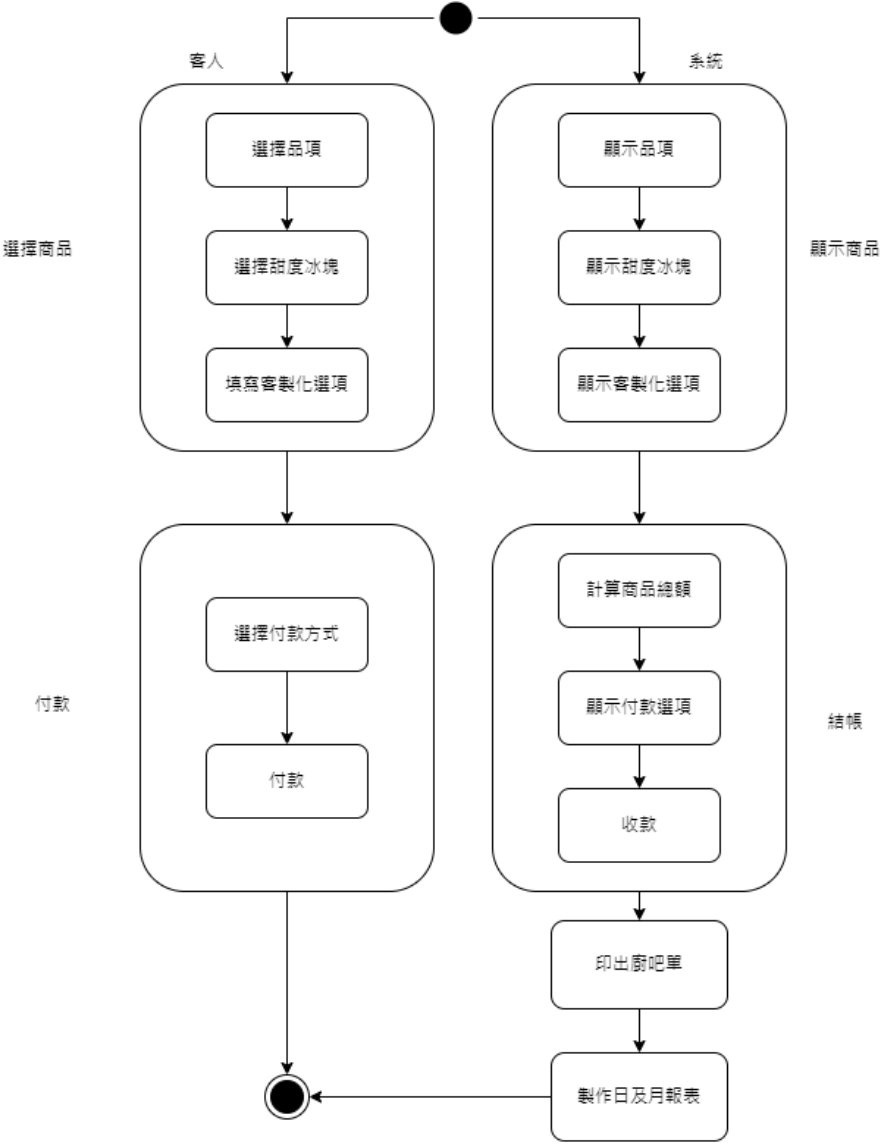 客人
系統
選擇品項
顯示品項
選擇商品
顯示商品
選擇甜度冰塊
顯示甜度冰塊
填寫客製化選項
顯示客製化選項
計算商品總額
選擇付款方式
顯示付款選項
付款
結帳
付款
收款
印出廚吧單
製作日及月報表